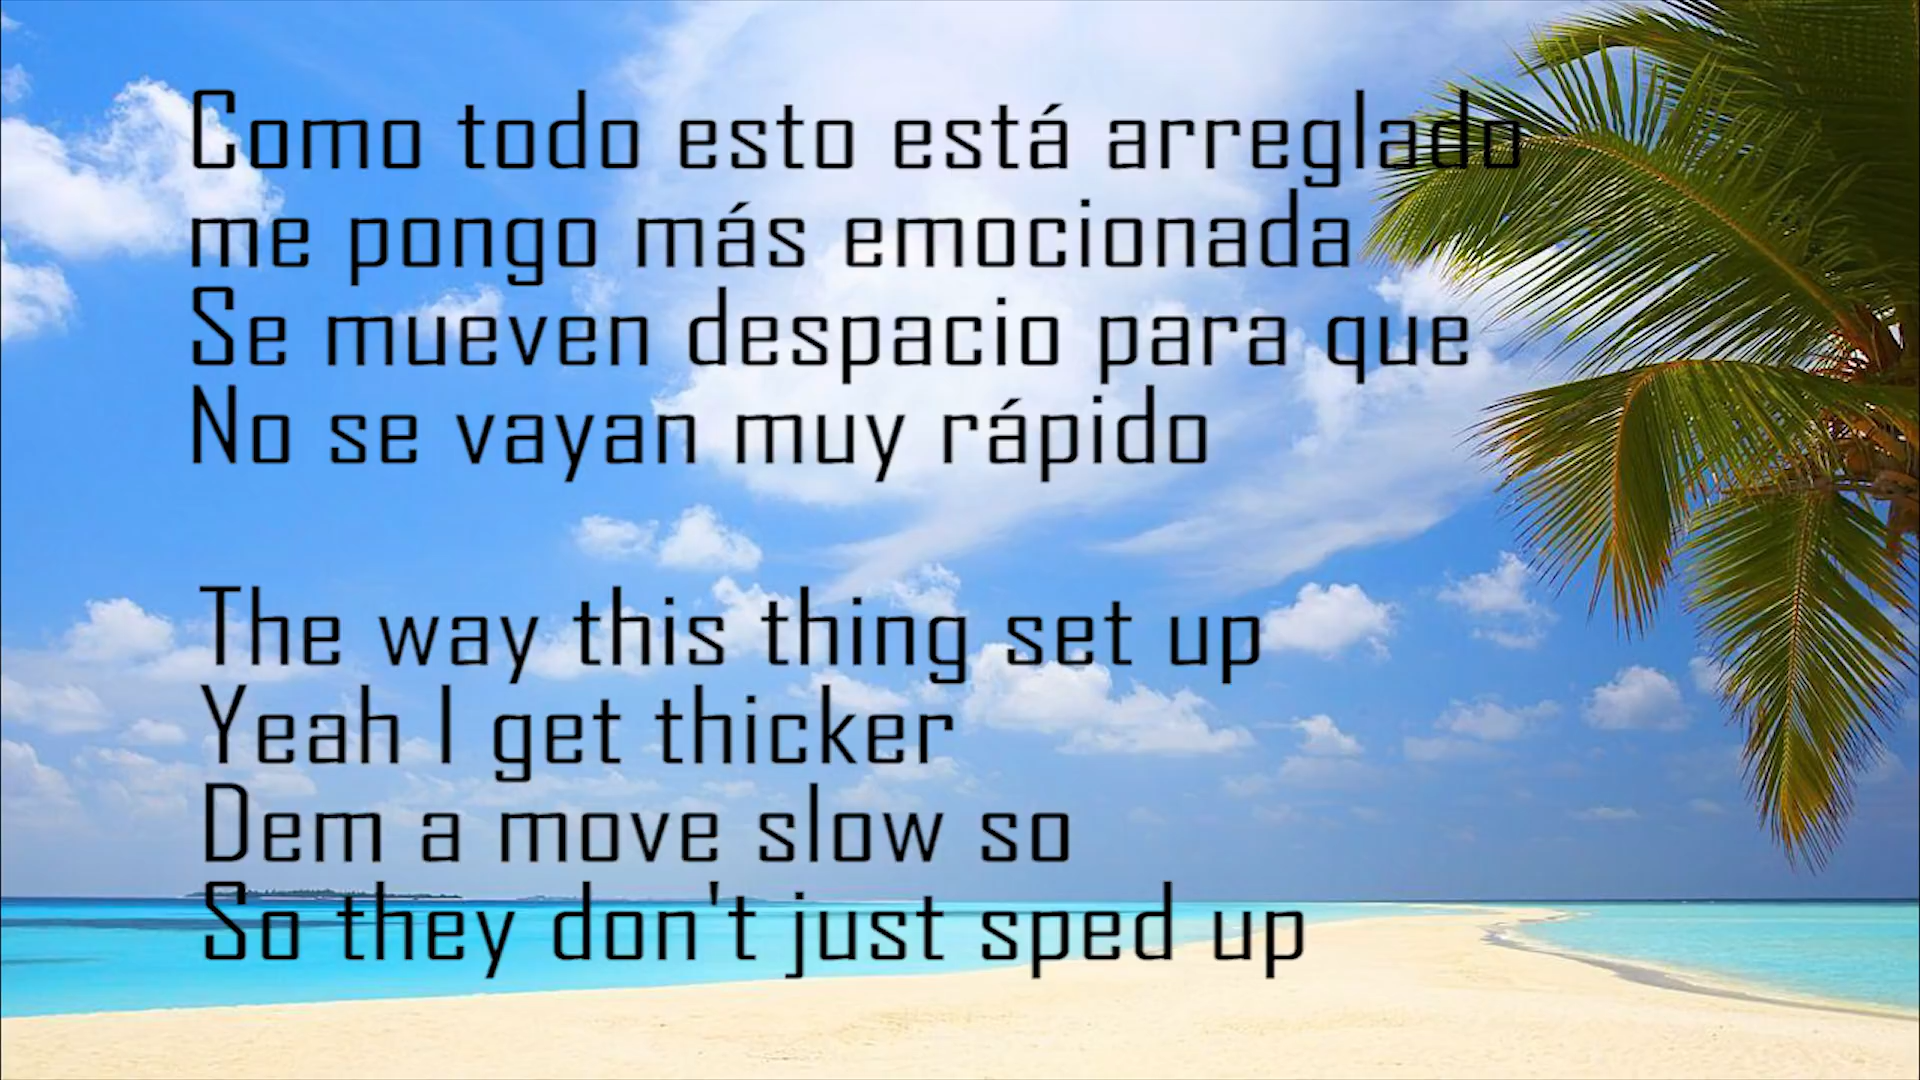 Como todo esto está arreglado
me pongo más emocionada
Se mueven despacio para que
No se vayan muy rápido
The way this thing set up
Yeah I get thicker
Dem a move slow so
So they don't just sped up